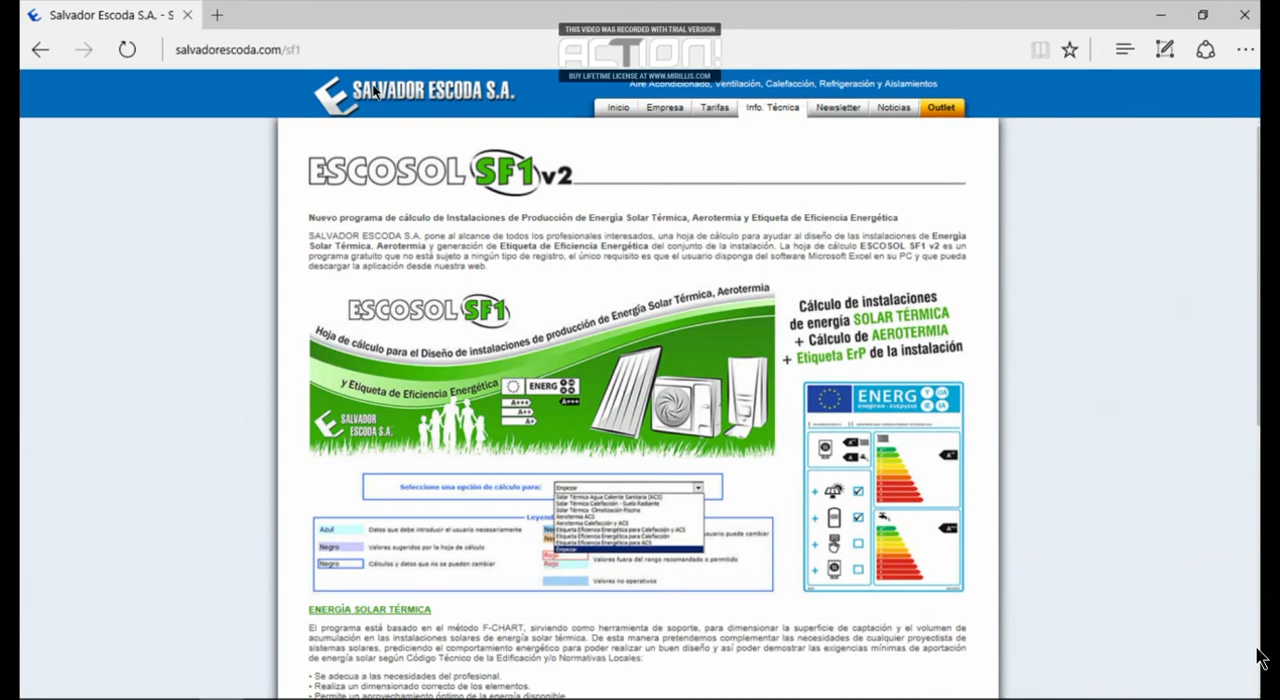 Salvador Escoda S.A. - S
salvadorescoda.com/sf1
THIS VIDEO WAS RECORDED WITH TRIAL VERSION
ACTION!
BUY LIFETIME LICENSE AT WWW.MIRILLIS.COM
SALVADOR ESCODA S.A.
Aire Acondicionado, Ventilación, Calefacción, Refrigeración y Aislamientos
Inicio Empresa Tarifas Info. Técnica Newsletter Noticias Outlet
ESCOSOL SF1 v2
Nuevo programa de cálculo de Instalaciones de Producción de Energía Solar Térmica, Aerotermia y Etiqueta de Eficiencia Energética
SALVADOR ESCODA S.A. pone al alcance de todos los profesionales interesados, una hoja de cálculo para ayudar al diseño de las instalaciones de Energía
Solar Térmica, Aerotermia y generación de Etiqueta de Eficiencia Energética del conjunto de la instalación. La hoja de cálculo ESCOSOL SF1 v2 es un
programa gratuito que no está sujeto a ningún tipo de registro, el único requisito es que el usuario disponga del software Microsoft Excel en su PC y que pueda
descargar la aplicación desde nuestra web.
ESCOSOL SF1
Hoja de cálculo para el Diseño de instalaciones de producción de Energía Solar Térmica, Aerotermia
y Etiqueta de Eficiencia Energética
ENERG
A+++
A++
A+
A+++
SALVADOR
ESCODA S.A.
Cálculo de instalaciones
de energía SOLAR TÉRMICA
+ Cálculo de AEROTERMIA
+ Etiqueta ErP de la instalación
ENERG Y IJA
IE IA
Seleccione una opción de cálculo para: Empezar
Solar Térmica Agua Caliente Sanitaria (ACS)
Solar Térmica Calefacción - Suelo Radiante
Solar Térmica Climatización Piscina
Aerotermia ACS
Aerotermia Calefacción y ACS
Etiqueta Eficiencia Energética para Calefacción y ACS
Etiqueta Eficiencia Energética para Calefacción
Etiqueta Eficiencia Energética para ACS
Empezar
Azul Datos que debe introducir el usuario necesariamente
usuario puede cambiar
Negro Valores sugeridos por la hoja de cálculo
Rojo Valores fuera del rango recomendado o permitido
Negro Cálculos y datos que no se pueden cambiar
Rojo
Valores no operativos
ENERGÍA SOLAR TÉRMICA
El programa está basado en el método F-CHART, sirviendo como herramienta de soporte, para dimensionar la superficie de captación y el volumen de
acumulación en las instalaciones solares de energía solar térmica. De esta manera pretendemos complementar las necesidades de cualquier proyectista de
sistemas solares, prediciendo el comportamiento energético para poder realizar un buen diseño y así poder demostrar las exigencias mínimas de aportación
de energía solar según Código Técnico de la Edificación y/o Normativas Locales:
• Se adecua a las necesidades del profesional.
• Realiza un dimensionado correcto de los elementos.
• Permite un aprovechamiento óptimo de la energía disponible.